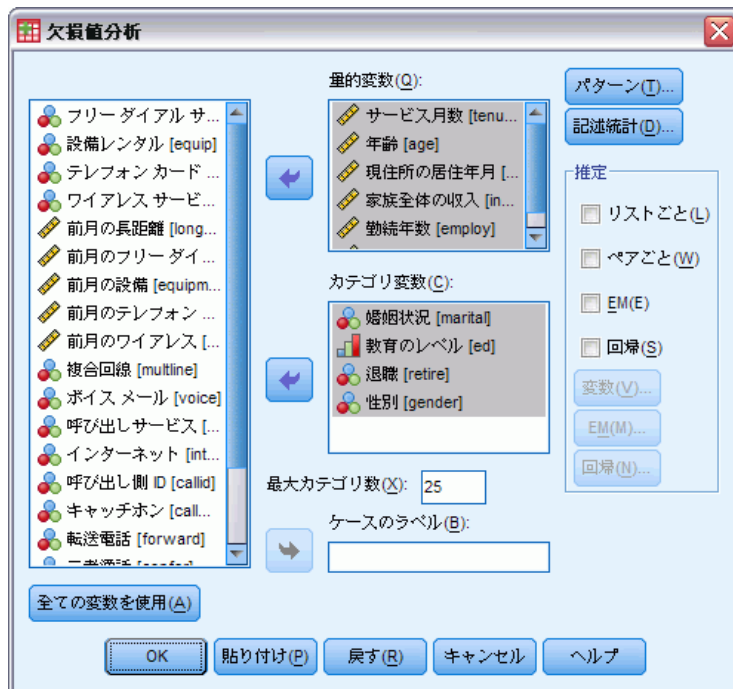 欠損値分析
フリー ダイアル サ...
設備レンタル [equip]
テレフォン カード ...
ワイアレス サービ...
前月の長距離 [long...
前月のフリー ダイ...
前月の設備 [equipm...
前月のテレフォン ...
前月のワイアレス [...
複合回線 [multline]
ボイス メール [voice]
呼び出しサービス [...
インターネット [int...
呼び出し側 ID [callid]
キャッチホン [call...
転送電話 [forward]
全ての変数を使用(A)
量的変数(Q):
サービス月数 [tenu...
年齢 [age]
現住所の居住年月 [...
家族全体の収入 [in...
勤続年数 [employ]
カテゴリ変数(C):
婚姻状況 [marital]
教育のレベル [ed]
退職 [retire]
性別 [gender]
最大カテゴリ数(X): 25
ケースのラベル(B):
パターン(T)...
記述統計(D)...
推定
リストごと(L)
ペアごと(W)
EM(E)
回帰(S)
変数(V)...
EM(M)...
回帰(N)...
OK 貼り付け(P) 戻す(R) キャンセル ヘルプ